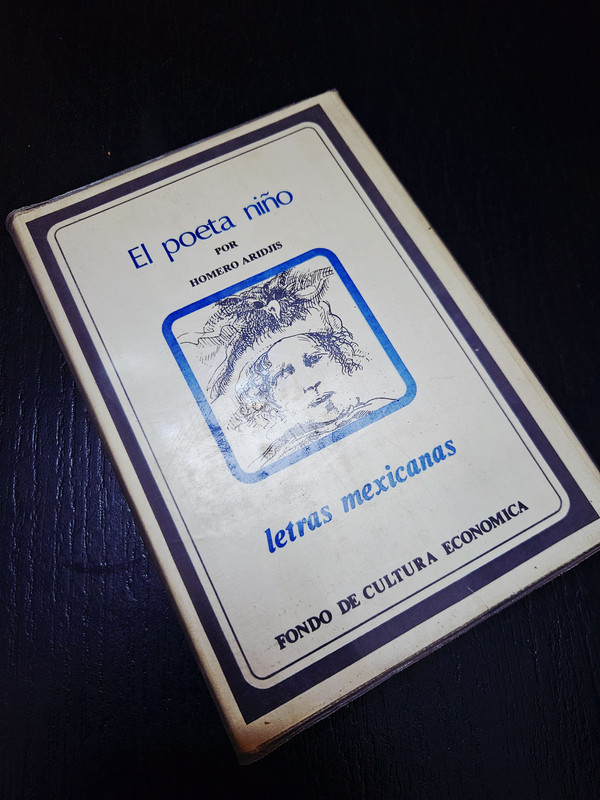 El poeta niño
POR
HOMERO ARIDJIS
letras mexicanas
FONDO DE CULTURA ECONOMICA